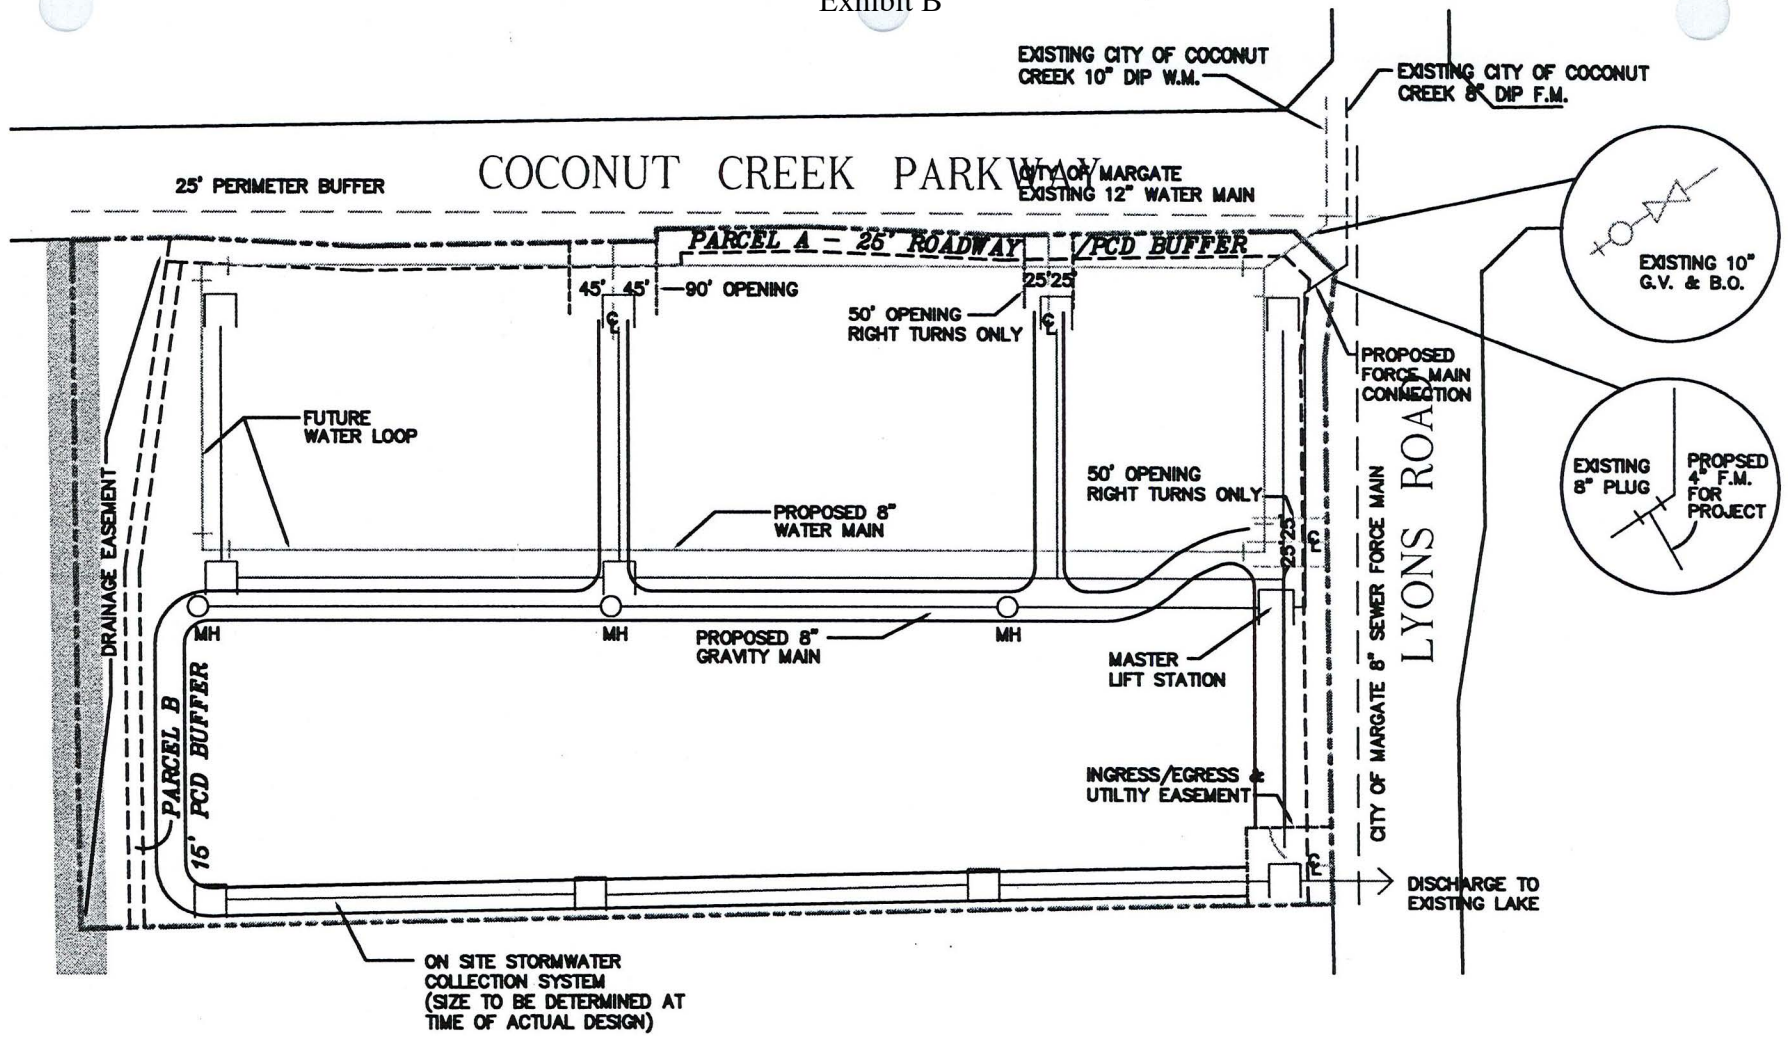 Exhibit B
EXISTING CITY OF COCONUT
CREEK 10" DIP W.M.
EXISTING CITY OF COCONUT
CREEK 8" DIP F.M.
COCONUT CREEK PARKWAY
25' PERIMETER BUFFER
CITY OF MARGATE
EXISTING 12" WATER MAIN
PARCEL A - 25' ROADWAY /PCD BUFFER
EXISTING 10"
G.V. & B.O.
45' 45'
90' OPENING
25' 25'
50' OPENING
RIGHT TURNS ONLY
℄
℄
PROPOSED
FORCE MAIN
CONNECTION
FUTURE
WATER LOOP
50' OPENING
RIGHT TURNS ONLY
25' 25'
℄
EXISTING
8" PLUG
PROPSED
4" F.M.
FOR
PROJECT
PROPOSED 8"
WATER MAIN
DRAINAGE EASEMENT
LYONS ROAD
CITY OF MARGATE 8" SEWER FORCE MAIN
MH
MH
MH
PROPOSED 8"
GRAVITY MAIN
MASTER
LIFT STATION
PARCEL B
15' PCD BUFFER
INGRESS/EGRESS &
UTILTIY EASEMENT
℄
DISCHARGE TO
EXISTING LAKE
ON SITE STORMWATER
COLLECTION SYSTEM
(SIZE TO BE DETERMINED AT
TIME OF ACTUAL DESIGN)